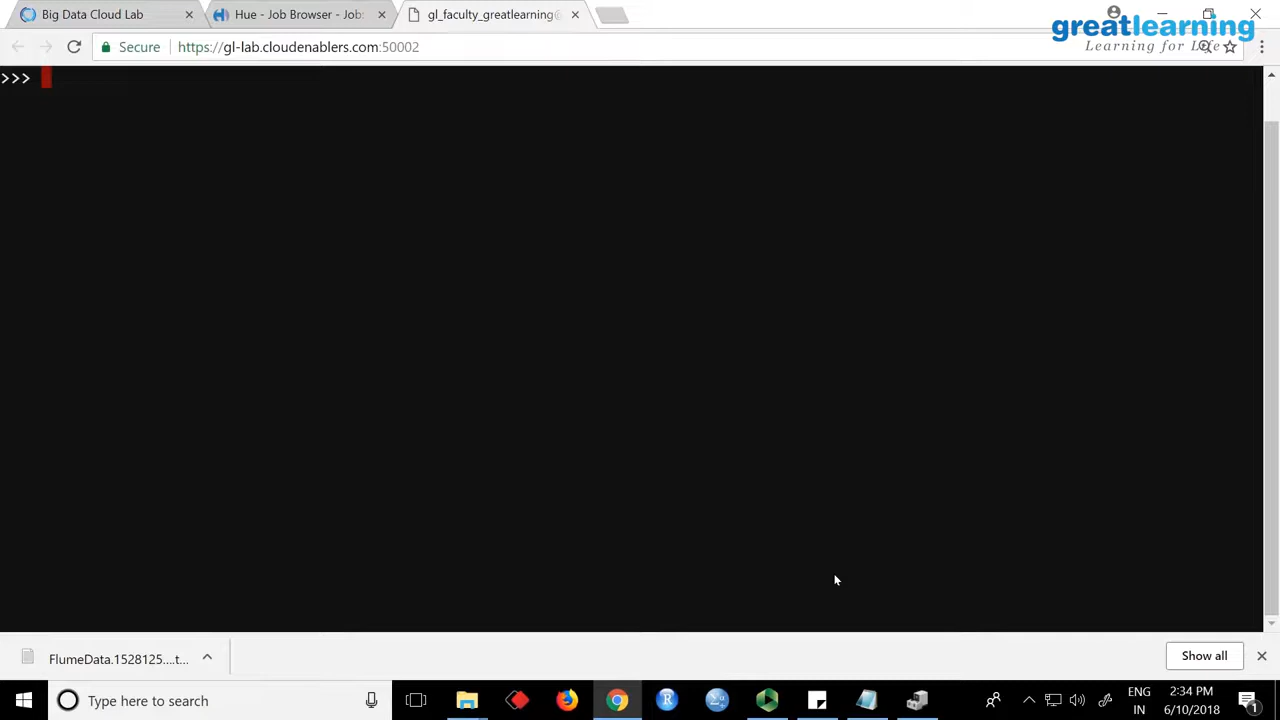 Big Data Cloud Lab
Hue - Job Browser - Job:
gl_faculty_greatlearning@
greatlearning
Learning for Life
Secure
https://gl-lab.cloudenablers.com:50002
>>>
FlumeData.1528125....t...
Show all
Type here to search
R
ENG
IN
2:34 PM
6/10/2018
1